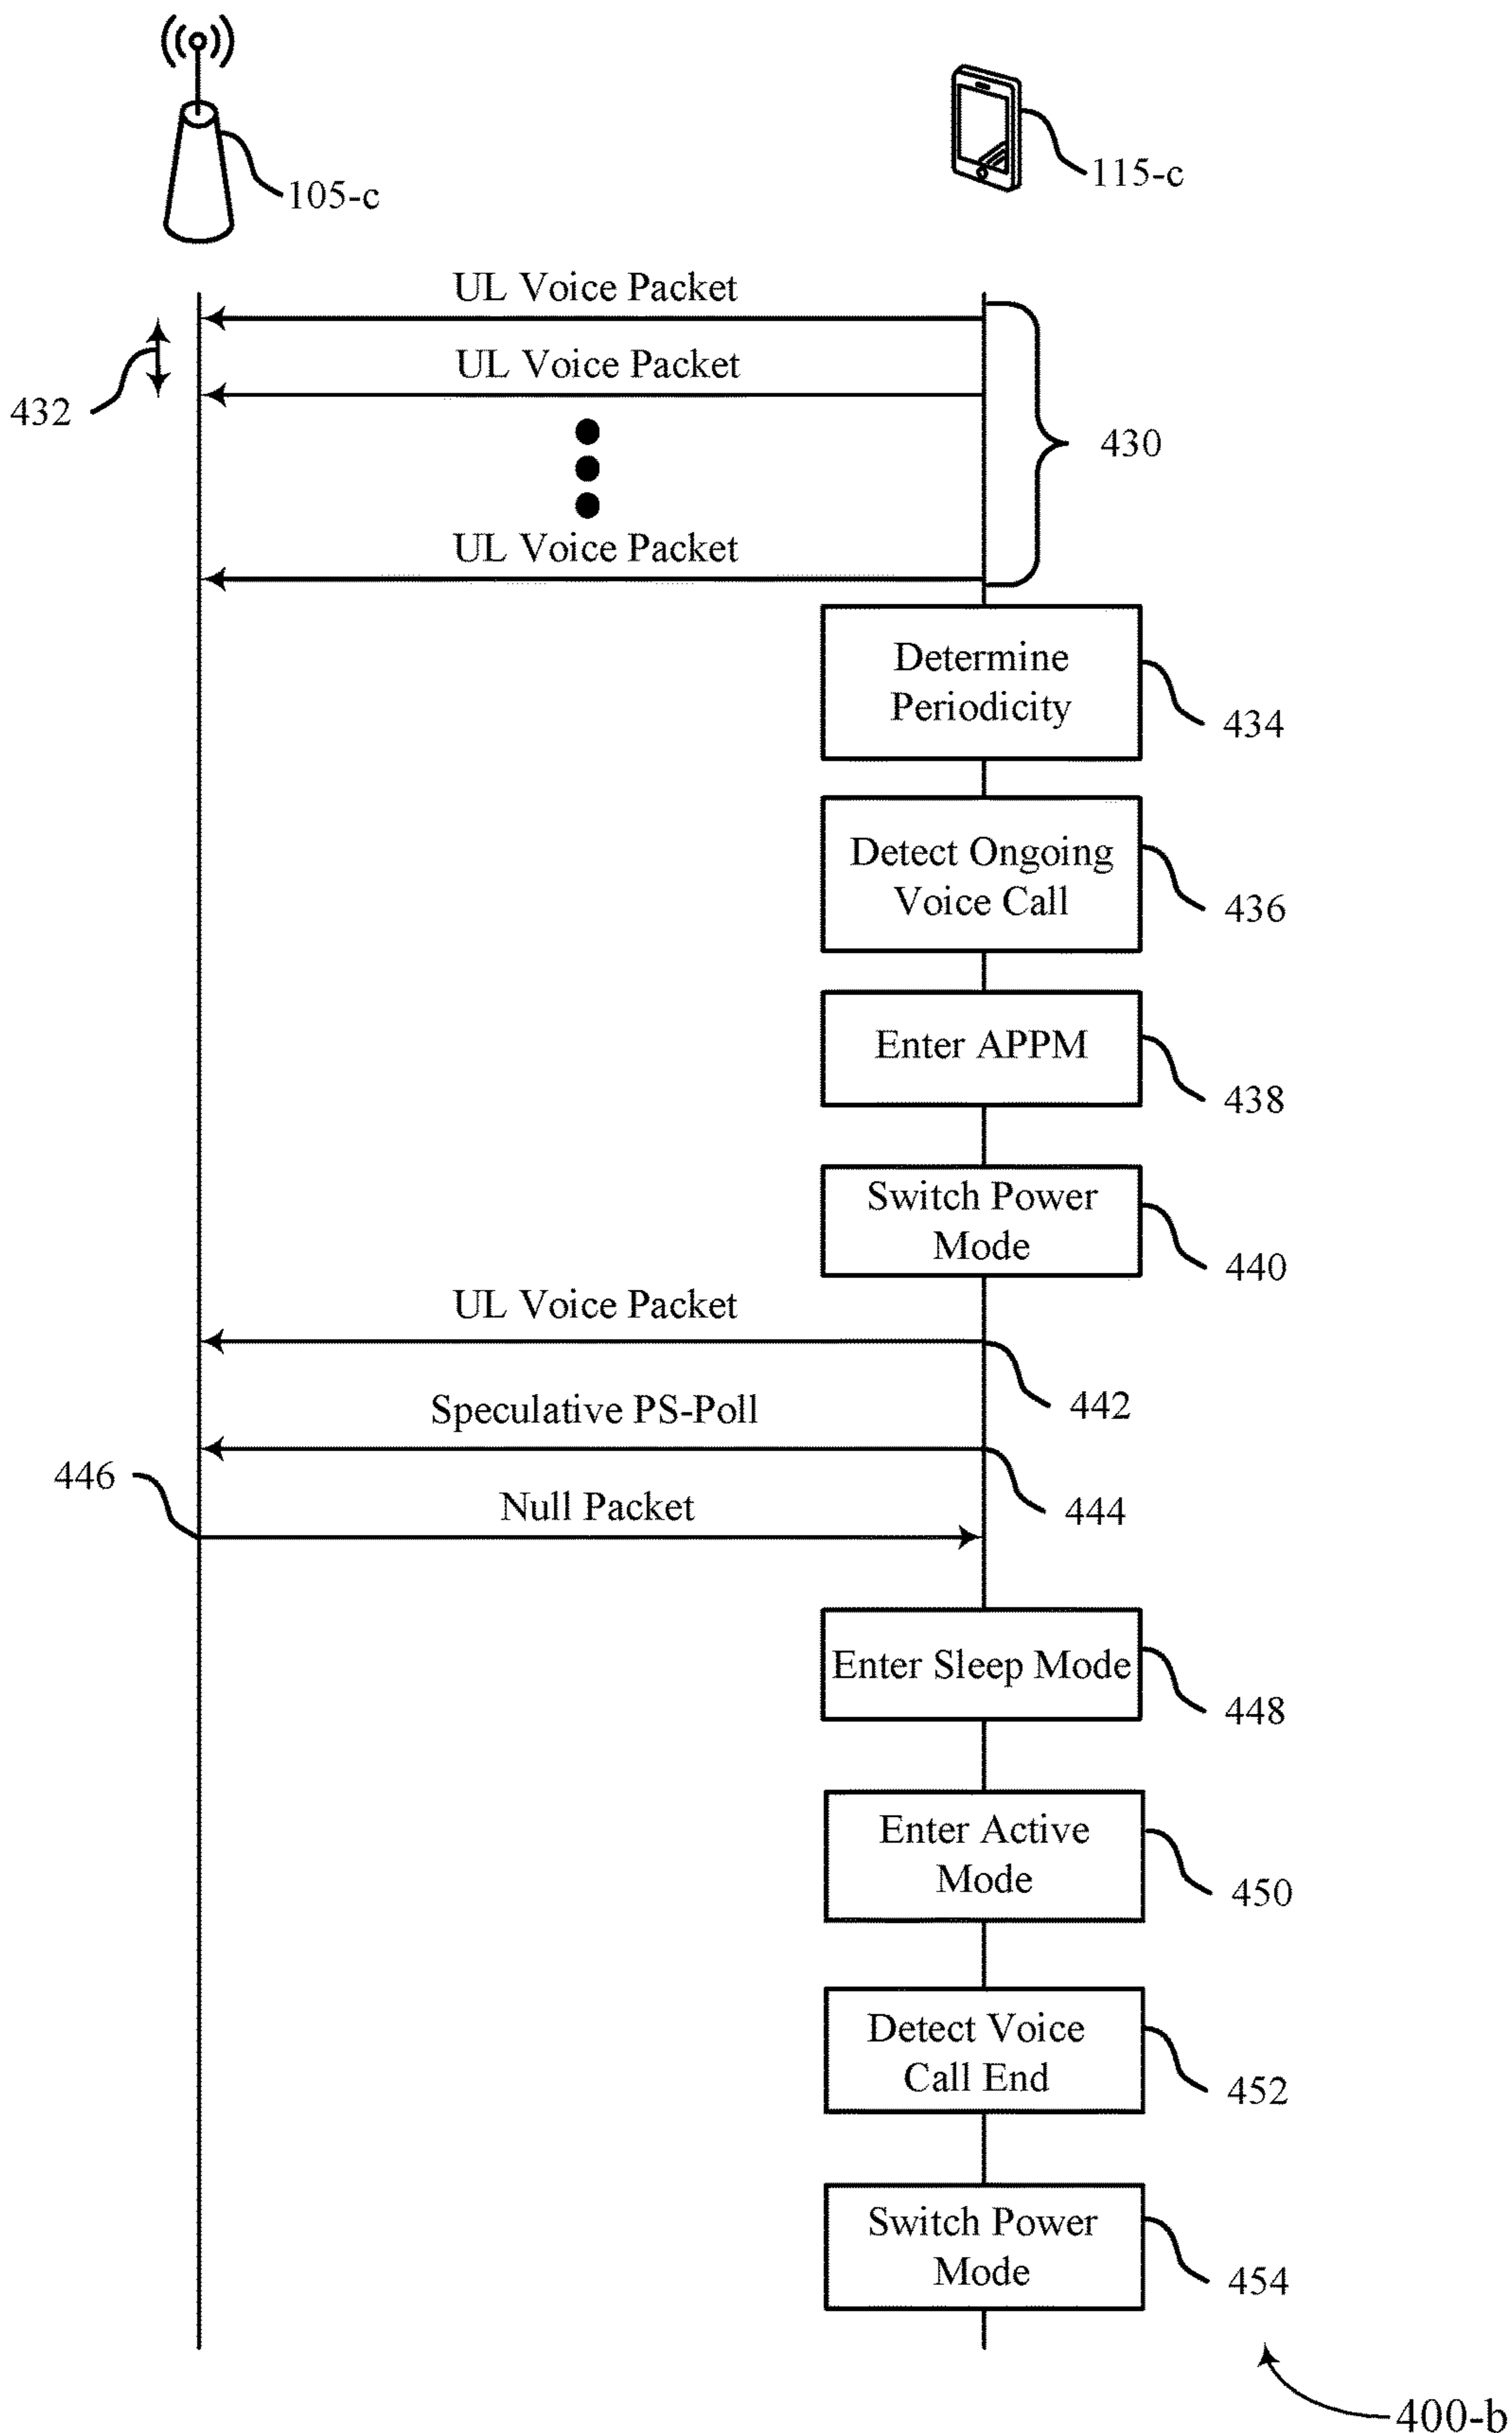 105-c
115-c
UL Voice Packet
UL Voice Packet
432
430
UL Voice Packet
Determine
Periodicity
434
Detect Ongoing
Voice Call
436
Enter APPM
438
Switch Power
Mode
440
UL Voice Packet
442
Speculative PS-Poll
444
446
Null Packet
Enter Sleep Mode
448
Enter Active
Mode
450
Detect Voice
Call End
452
Switch Power
Mode
454
400-b